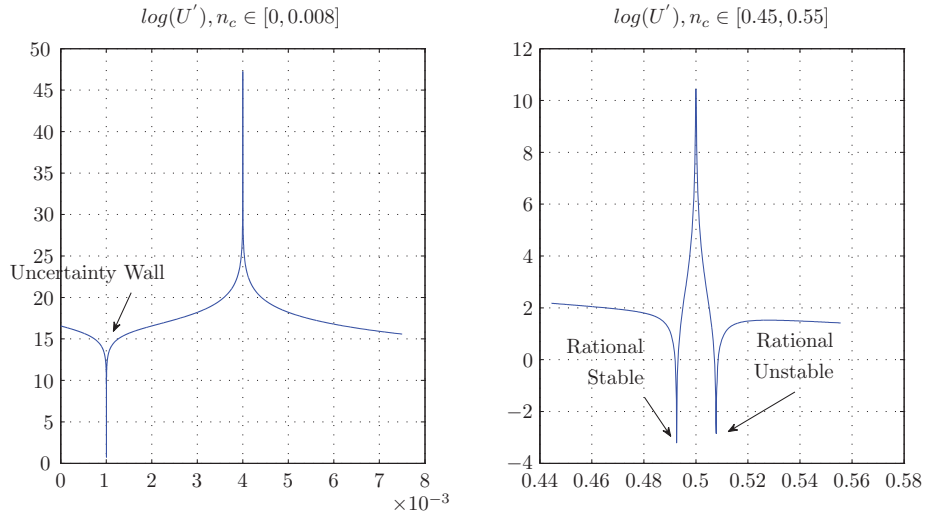 log(U′), n_c ∈ [0, 0.008]
50
45
40
35
30
25
20
15
10
5
0
Uncertainty Wall
0 1 2 3 4 5 6 7 8
×10⁻³
log(U′), n_c ∈ [0.45, 0.55]
12
10
8
6
4
2
0
−2
−4
Rational
Stable
Rational
Unstable
0.44 0.46 0.48 0.5 0.52 0.54 0.56 0.58